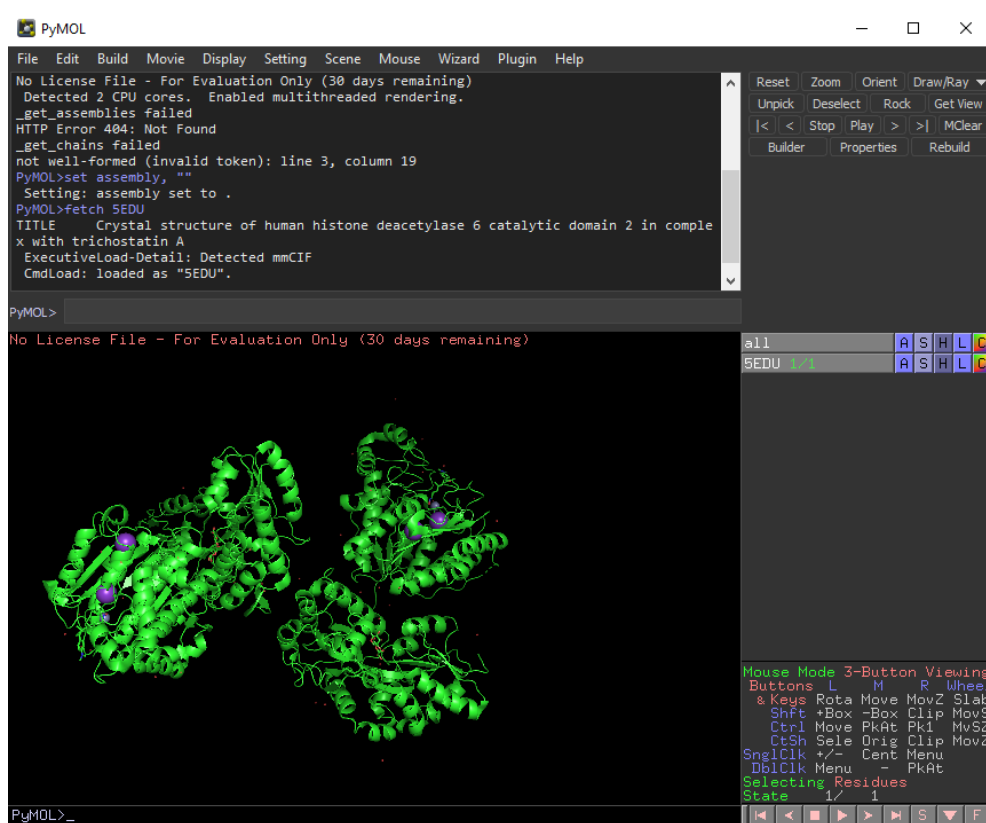 PyMOL
File Edit Build Movie Display Setting Scene Mouse Wizard Plugin Help
No License File - For Evaluation Only (30 days remaining)
Detected 2 CPU cores.  Enabled multithreaded rendering.
_get_assemblies failed
HTTP Error 404: Not Found
_get_chains failed
not well-formed (invalid token): line 3, column 19
PyMOL>set assembly, ""
Setting: assembly set to .
PyMOL>fetch 5EDU
TITLE     Crystal structure of human histone deacetylase 6 catalytic domain 2 in comple
x with trichostatin A
ExecutiveLoad-Detail: Detected mmCIF
CmdLoad: loaded as "5EDU".
PyMOL>
Reset Zoom Orient Draw/Ray
Unpick Deselect Rock Get View
|< < Stop Play > >| MClear
Builder Properties Rebuild
No License File - For Evaluation Only (30 days remaining)
all A S H L C
5EDU 1/1 A S H L C
Mouse Mode 3-Button Viewing
Buttons L M R Whee
& Keys Rota Move MovZ Slab
Shft +Box -Box Clip MovS
Ctrl Move PkAt Pk1 MvSZ
CtSh Sele Orig Clip MovZ
SnglClk +/- Cent Menu
DblClk Menu - PkAt
Selecting Residues
State 1/ 1
PyMOL>_
S F